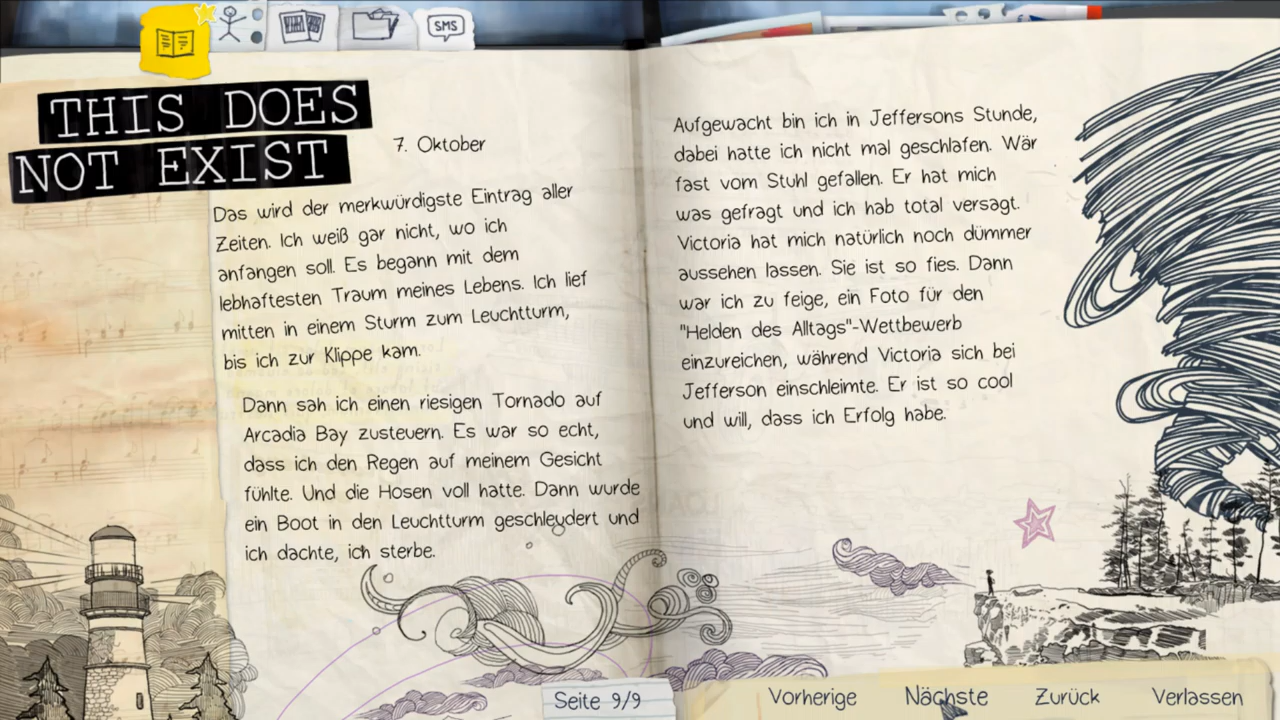 SMS
THIS DOES
NOT EXIST
7. Oktober
Das wird der merkwürdigste Eintrag aller
Zeiten. Ich weiß gar nicht, wo ich
anfangen soll. Es begann mit dem
lebhaftesten Traum meines Lebens. Ich lief
mitten in einem Sturm zum Leuchtturm,
bis ich zur Klippe kam.
Dann sah ich einen riesigen Tornado auf
Arcadia Bay zusteuern. Es war so echt,
dass ich den Regen auf meinem Gesicht
fühlte. Und die Hosen voll hatte. Dann wurde
ein Boot in den Leuchtturm geschleudert und
ich dachte, ich sterbe.
Aufgewacht bin ich in Jeffersons Stunde,
dabei hatte ich nicht mal geschlafen. Wär
fast vom Stuhl gefallen. Er hat mich
was gefragt und ich hab total versagt.
Victoria hat mich natürlich noch dümmer
aussehen lassen. Sie ist so fies. Dann
war ich zu feige, ein Foto für den
"Helden des Alltags"-Wettbewerb
einzureichen, während Victoria sich bei
Jefferson einschleimte. Er ist so cool
und will, dass ich Erfolg habe.
Seite 9/9
Vorherige
Nächste
Zurück
Verlassen